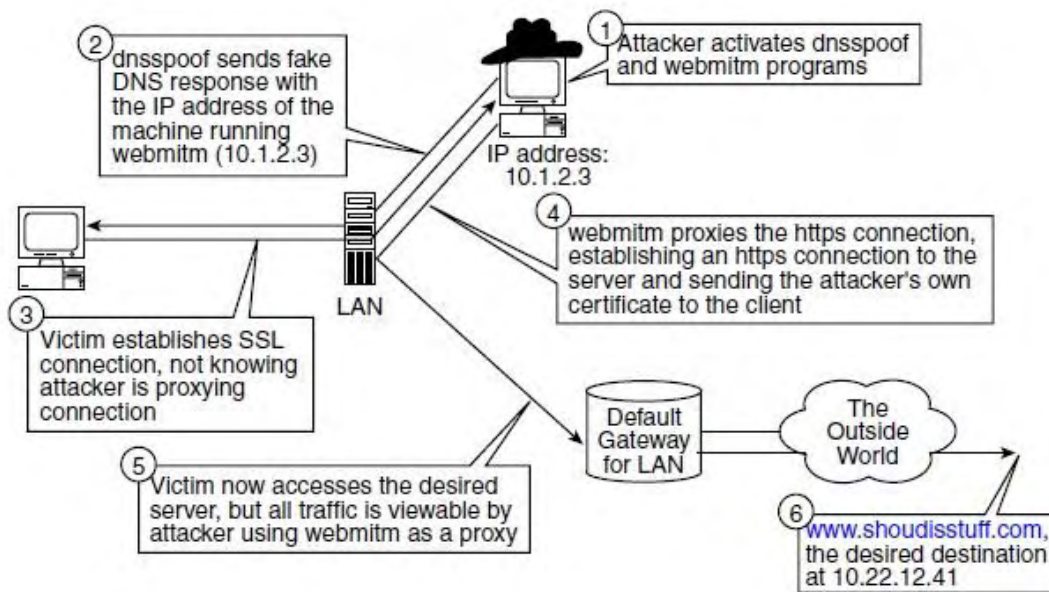 1
Attacker activates dnsspoof
and webmitm programs
2
dnsspoof sends fake
DNS response with
the IP address of the
machine running
webmitm (10.1.2.3)
IP address:
10.1.2.3
LAN
3
Victim establishes SSL
connection, not knowing
attacker is proxying
connection
4
webmitm proxies the https connection,
establishing an https connection to the
server and sending the attacker's own
certificate to the client
5
Victim now accesses the desired
server, but all traffic is viewable by
attacker using webmitm as a proxy
Default
Gateway
for LAN
The
Outside
World
6
www.shoudisstuff.com,
the desired destination
at 10.22.12.41